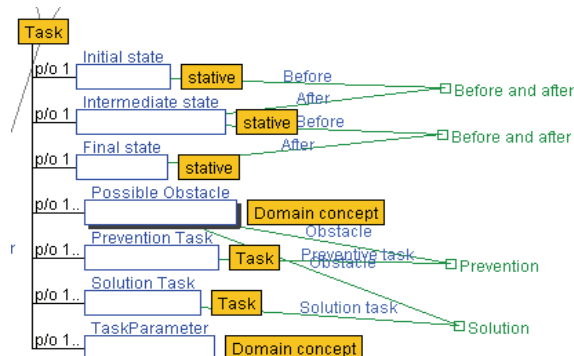 Task
Initial state
p/o 1 stative Before
Before and after
Intermediate state After
p/o 1 stative Before
Before and after
Final state After
p/o 1 stative
Possible Obstacle
p/o 1.. Domain concept
Obstacle
Prevention Task
r p/o 1.. Task Preventive task
Obstacle Prevention
Solution Task
p/o 1.. Task Solution task
Solution
TaskParameter
p/o 1.. Domain concept